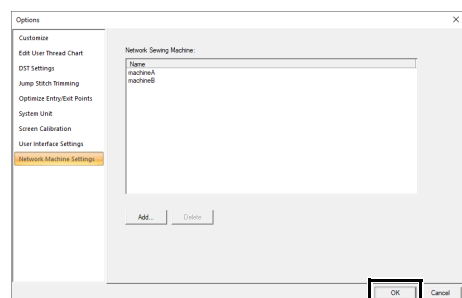 Options
Customize
Edit User Thread Chart
DST Settings
Jump Stitch Trimming
Optimize Entry/Exit Points
System Unit
Screen Calibration
User Interface Settings
Network Machine Settings
Network Sewing Machine:
Name
machineA
machineB
Add...
Delete
OK
Cancel